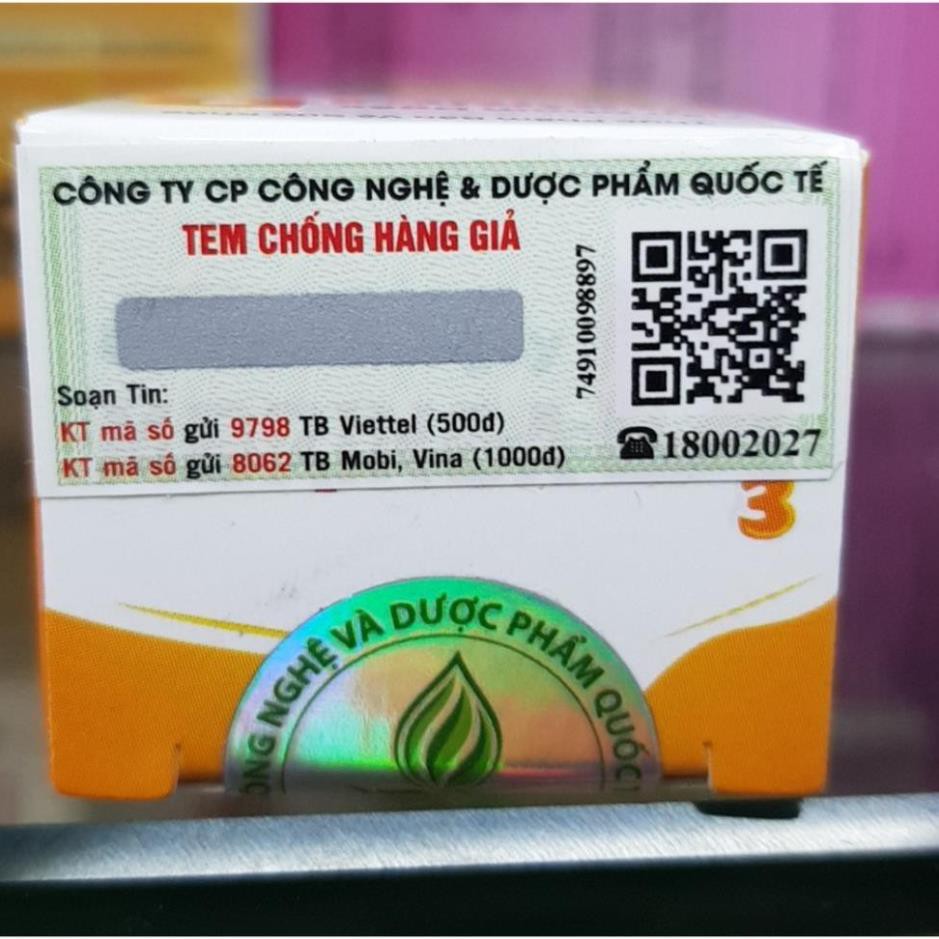 CÔNG TY CP CÔNG NGHỆ & DƯỢC PHẨM QUỐC TẾ
TEM CHỐNG HÀNG GIẢ
74910098897
Soạn Tin:
KT mã số gửi 9798 TB Viettel (500đ)
KT mã số gửi 8062 TB Mobi, Vina (1000đ)
☎18002027
3
ÔNG NGHỆ VÀ DƯỢC PHẨM QUỐC